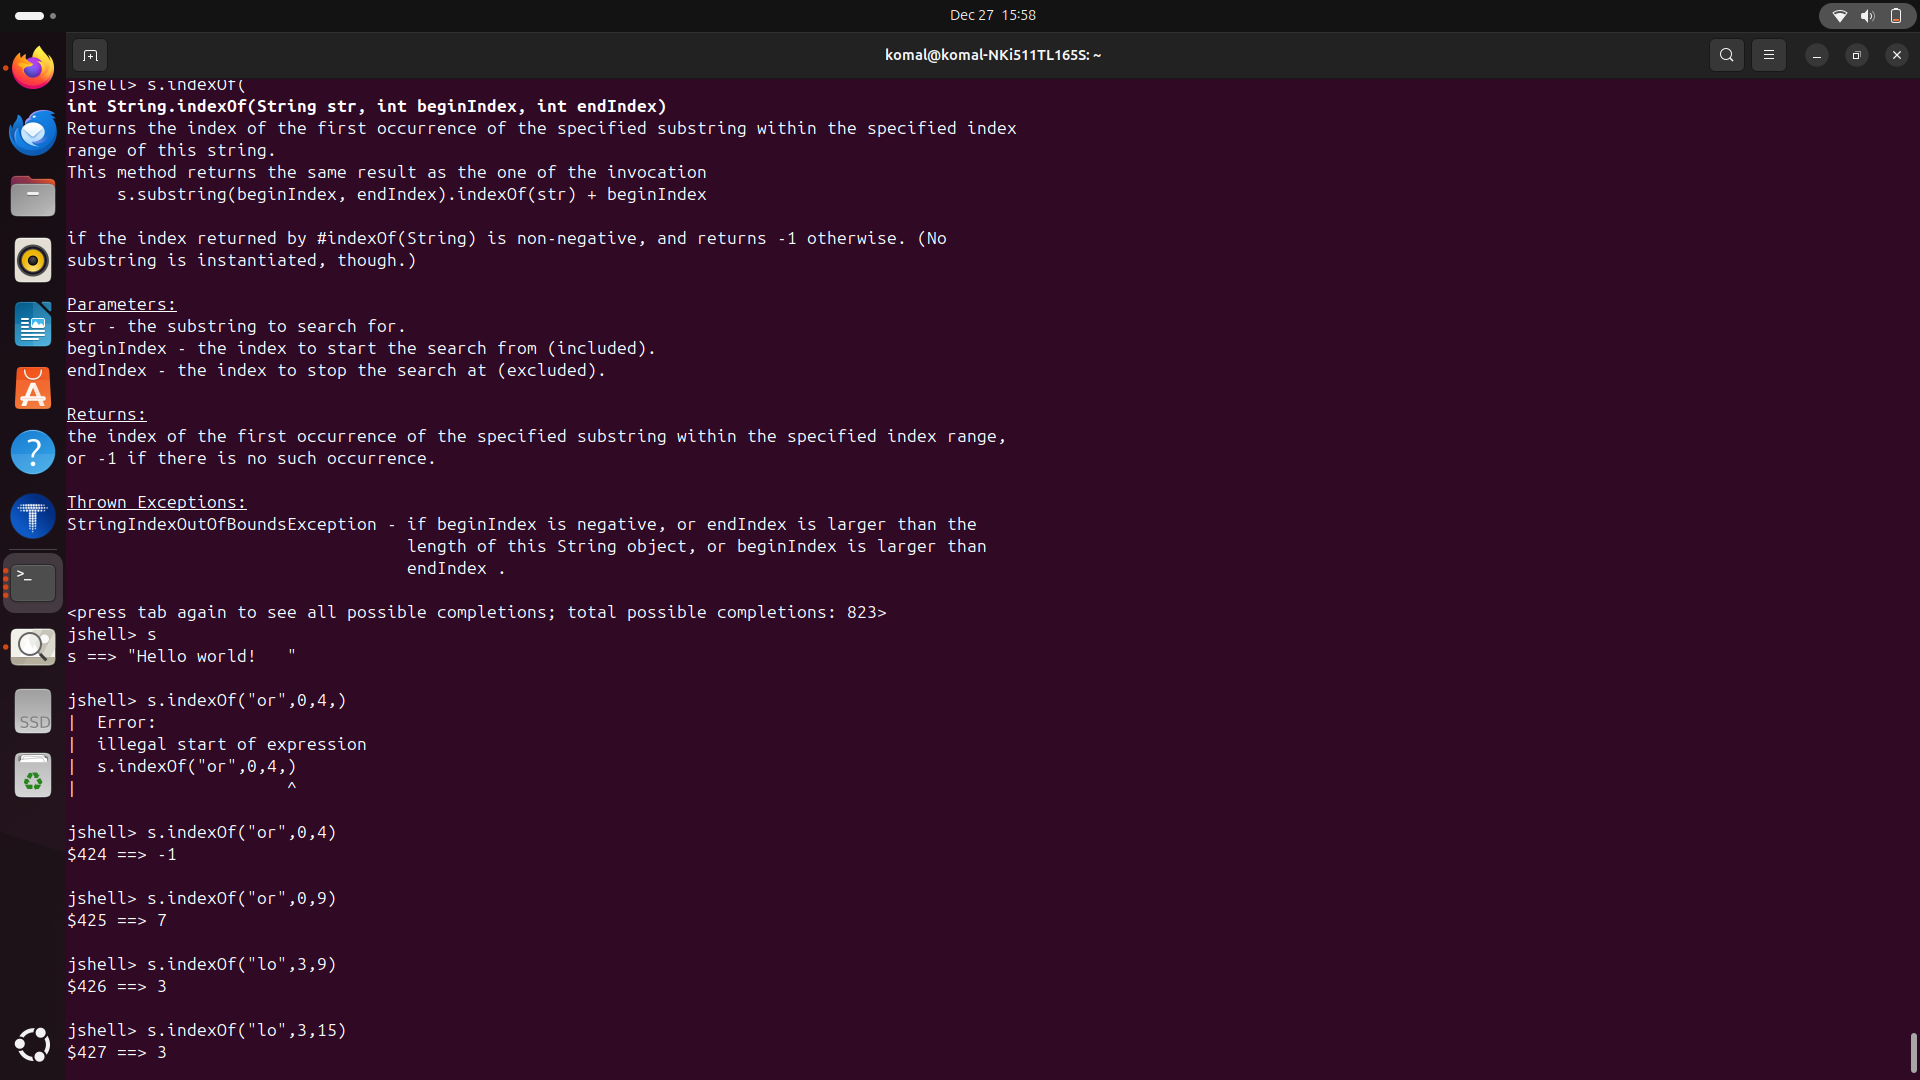 Dec 27 15:58
komal@komal-NKi511TL165S: ~
jshell> s.indexOf(
int String.indexOf(String str, int beginIndex, int endIndex)
Returns the index of the first occurrence of the specified substring within the specified index
range of this string.
This method returns the same result as the one of the invocation
     s.substring(beginIndex, endIndex).indexOf(str) + beginIndex
if the index returned by #indexOf(String) is non-negative, and returns -1 otherwise. (No
substring is instantiated, though.)
Parameters:
str - the substring to search for.
beginIndex - the index to start the search from (included).
endIndex - the index to stop the search at (excluded).
Returns:
the index of the first occurrence of the specified substring within the specified index range,
or -1 if there is no such occurrence.
Thrown Exceptions:
StringIndexOutOfBoundsException - if beginIndex is negative, or endIndex is larger than the
                                  length of this String object, or beginIndex is larger than
                                  endIndex .
<press tab again to see all possible completions; total possible completions: 823>
jshell> s
s ==> "Hello world!   "
jshell> s.indexOf("or",0,4,)
|  Error:
|  illegal start of expression
|  s.indexOf("or",0,4,)
|                     ^
jshell> s.indexOf("or",0,4)
$424 ==> -1
jshell> s.indexOf("or",0,9)
$425 ==> 7
jshell> s.indexOf("lo",3,9)
$426 ==> 3
jshell> s.indexOf("lo",3,15)
$427 ==> 3
SSD